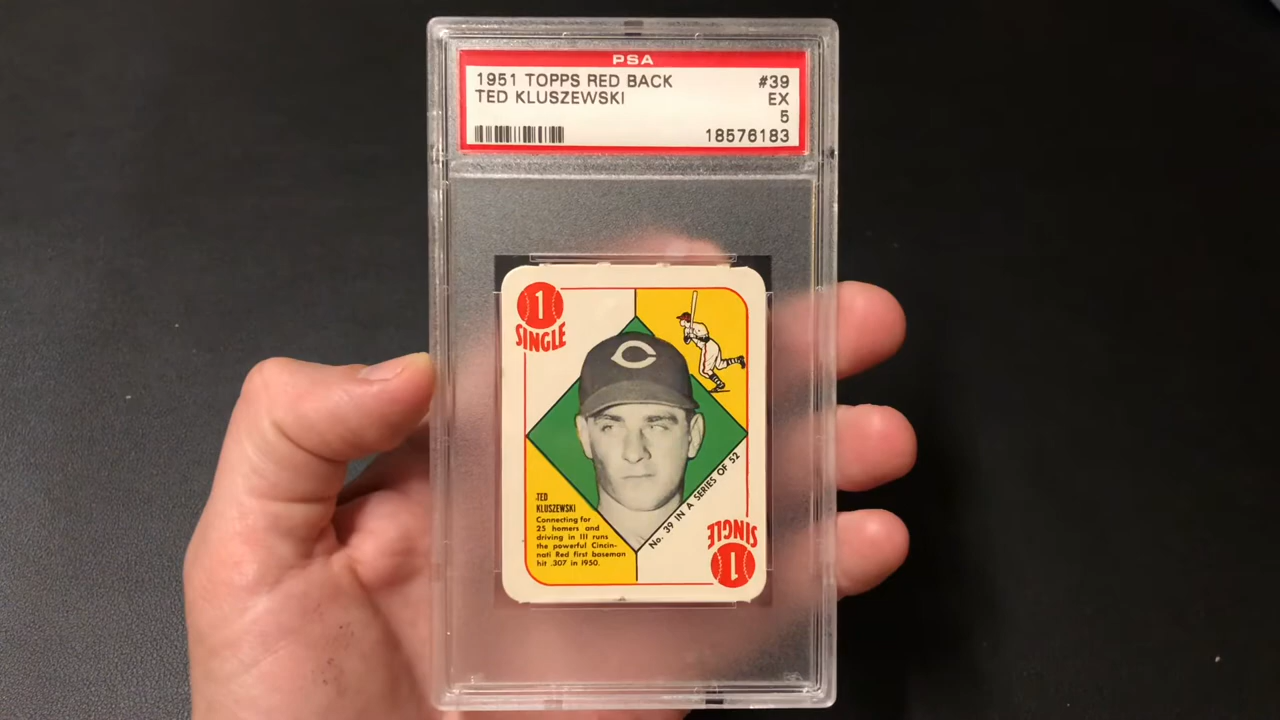 PSA
1951 TOPPS RED BACK #39
TED KLUSZEWSKI EX
5
18576183
1
SINGLE
C
TED
KLUSZEWSKI
Connecting for
25 homers and
driving in III runs
the powerful Cincin-
nati Red first baseman
hit .307 in 1950.
No. 39 IN A SERIES OF 52
SINGLE
1